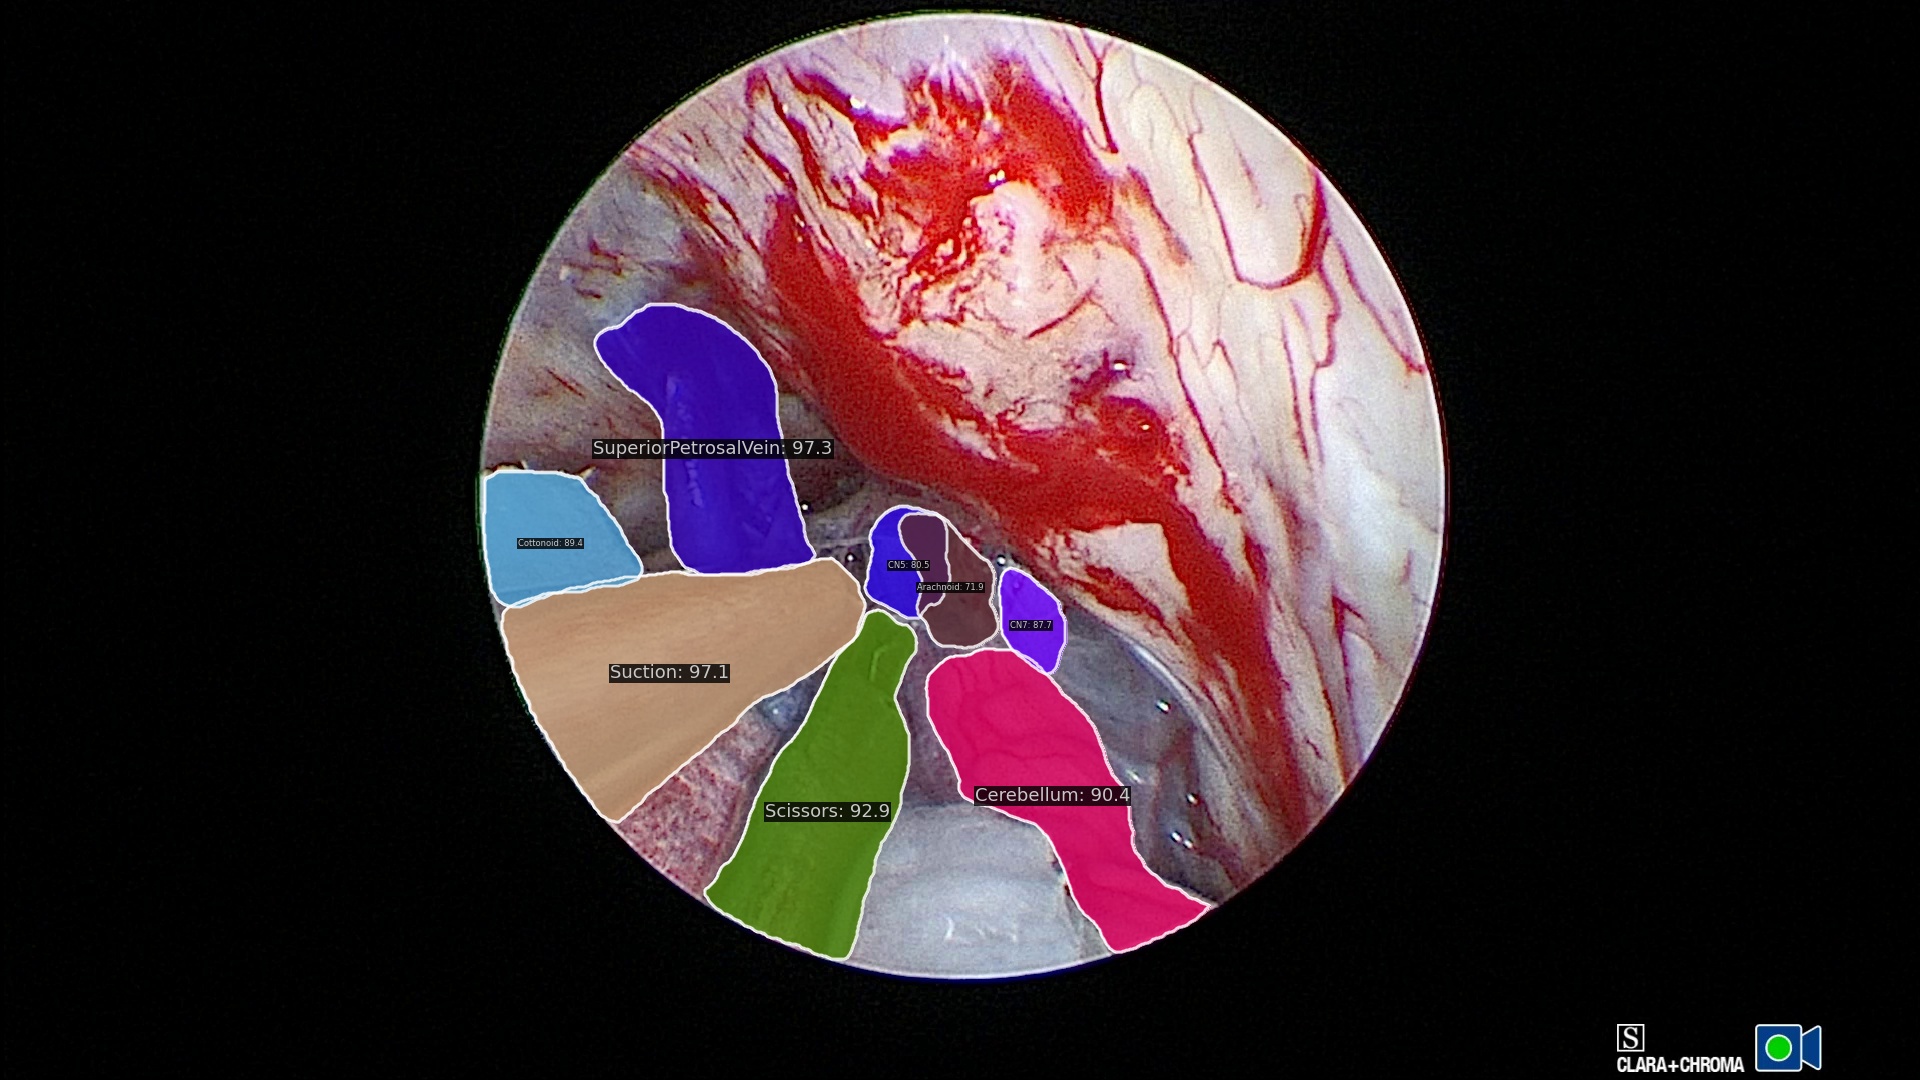 SuperiorPetrosalVein: 97.3
Cottonoid: 89.4
CN5: 80.5
Arachnoid: 71.9
CN7: 87.7
Suction: 97.1
Cerebellum: 90.4
Scissors: 92.9
S
CLARA+CHROMA